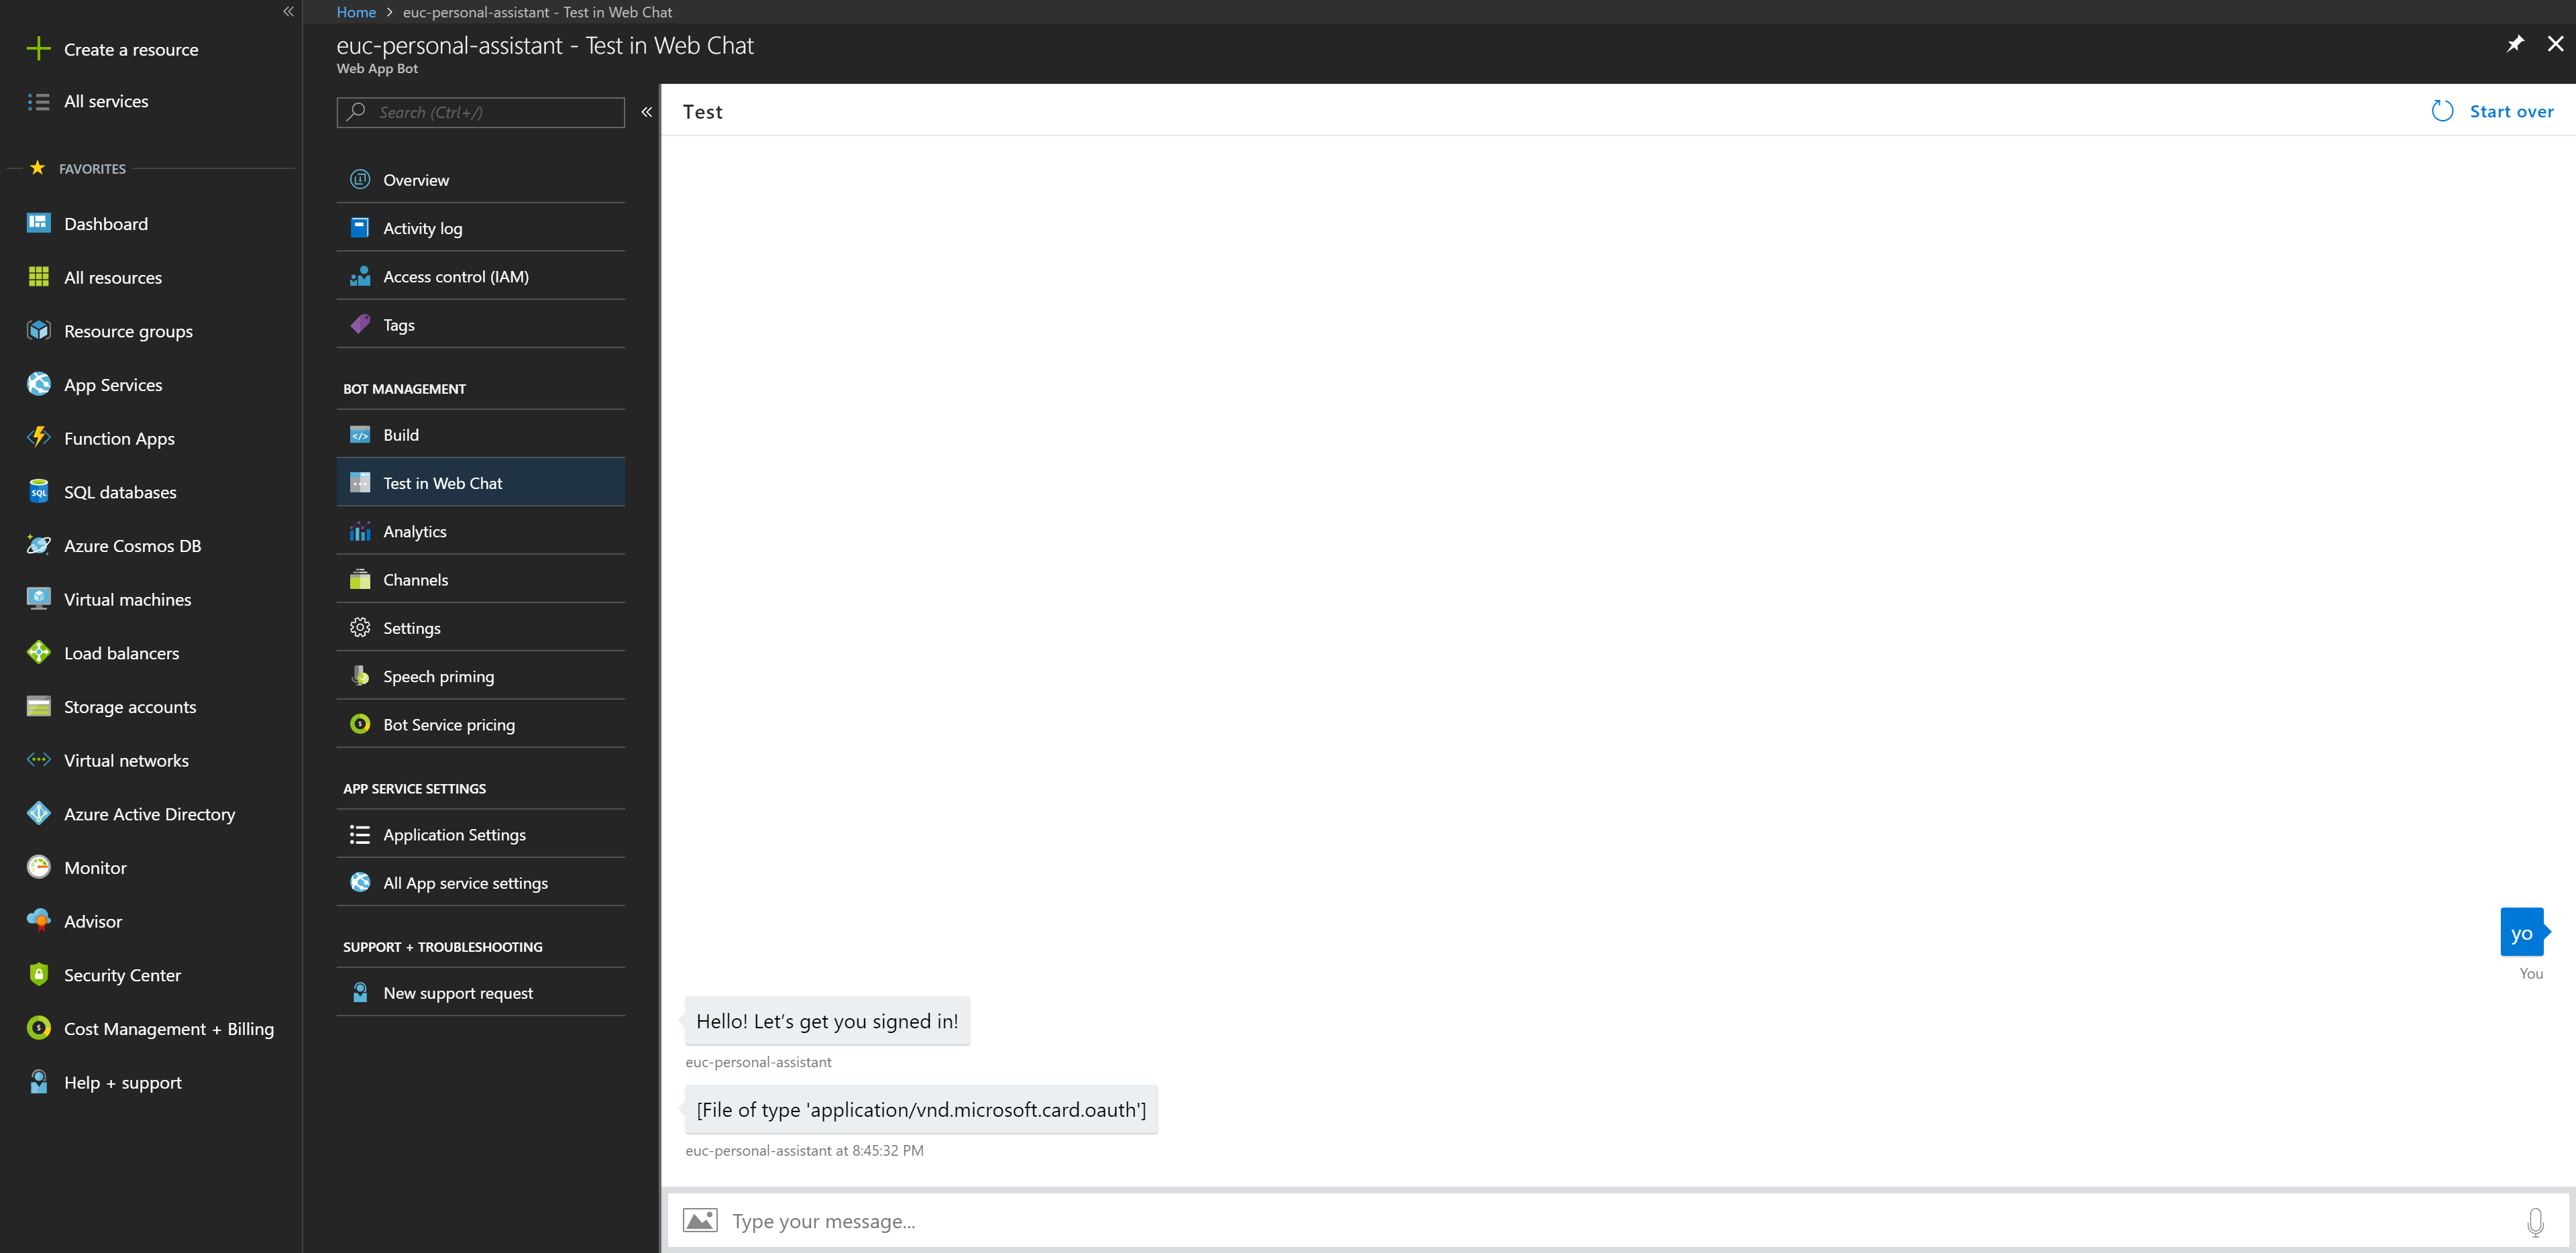 Home > euc-personal-assistant - Test in Web Chat
euc-personal-assistant - Test in Web Chat
Web App Bot
Create a resource
All services
FAVORITES
Dashboard
All resources
Resource groups
App Services
Function Apps
SQL databases
Azure Cosmos DB
Virtual machines
Load balancers
Storage accounts
Virtual networks
Azure Active Directory
Monitor
Advisor
Security Center
Cost Management + Billing
Help + support
Search (Ctrl+/)
Overview
Activity log
Access control (IAM)
Tags
BOT MANAGEMENT
Build
Test in Web Chat
Analytics
Channels
Settings
Speech priming
Bot Service pricing
APP SERVICE SETTINGS
Application Settings
All App service settings
SUPPORT + TROUBLESHOOTING
New support request
Test
Start over
yo
You
Hello! Let's get you signed in!
euc-personal-assistant
[File of type 'application/vnd.microsoft.card.oauth']
euc-personal-assistant at 8:45:32 PM
Type your message...